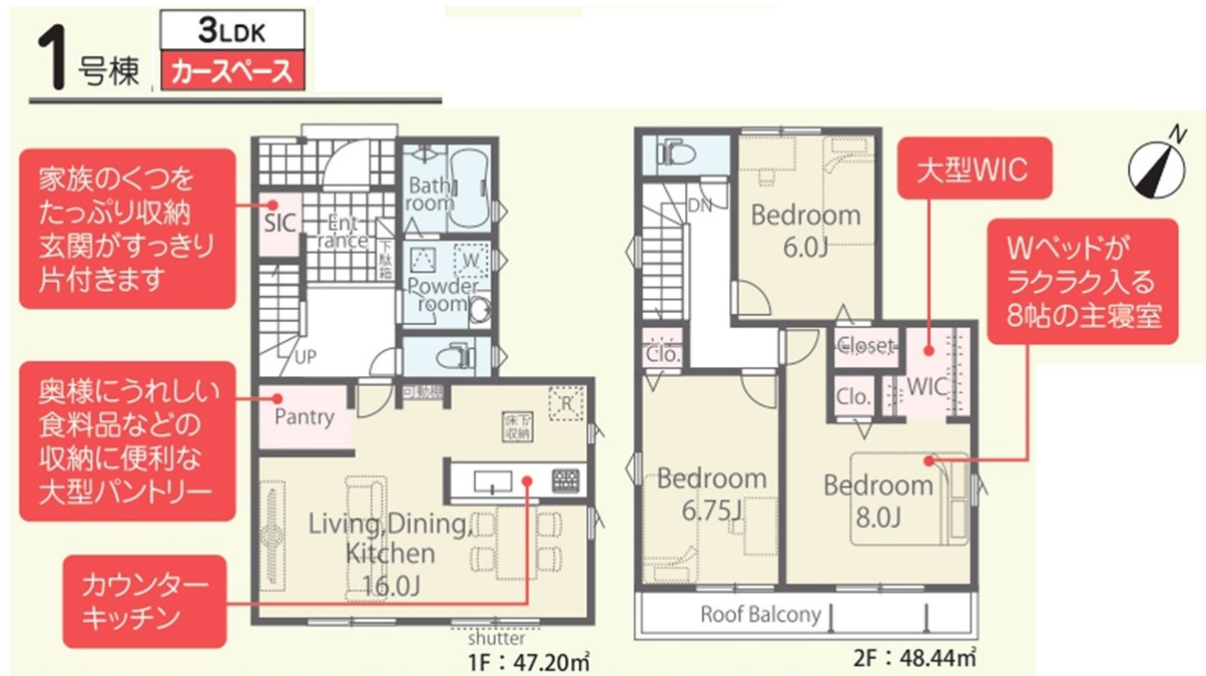 1号棟
3LDK
カースペース
家族のくつを
たっぷり収納
玄関がすっきり
片付きます
奥様にうれしい
食料品などの
収納に便利な
大型パントリー
カウンター
キッチン
SIC
Ent-
rance
下駄箱
Bath
room
W
Powder
room
UP
Pantry
可動棚
床下
収納
R
Living,Dining,
Kitchen
16.0J
shutter
1F：47.20㎡
DN
Bedroom
6.0J
Clo.
Closet
Clo.
WIC
Bedroom
6.75J
Bedroom
8.0J
Roof Balcony
2F：48.44㎡
大型WIC
Wベッドが
ラクラク入る
8帖の主寝室
N